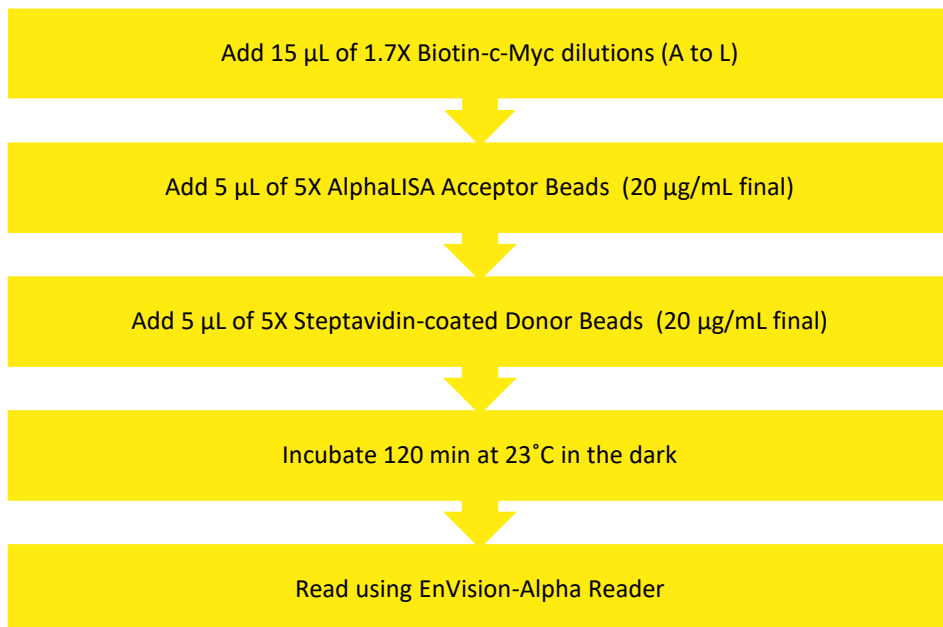 Add 15 µL of 1.7X Biotin-c-Myc dilutions (A to L)
Add 5 µL of 5X AlphaLISA Acceptor Beads  (20 µg/mL final)
Add 5 µL of 5X Steptavidin-coated Donor Beads  (20 µg/mL final)
Incubate 120 min at 23˚C in the dark
Read using EnVision-Alpha Reader